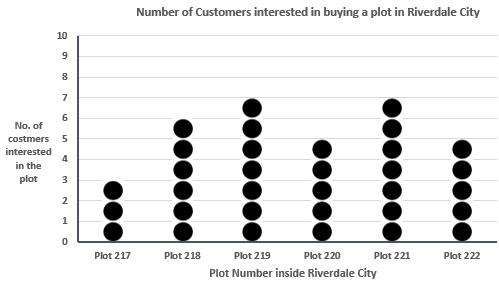 Number of Customers interested in buying a plot in Riverdale City
10
9
8
7
6
5
4
3
2
1
0
No. of
costmers
interested
in the
plot
Plot 217 Plot 218 Plot 219 Plot 220 Plot 221 Plot 222
Plot Number inside Riverdale City